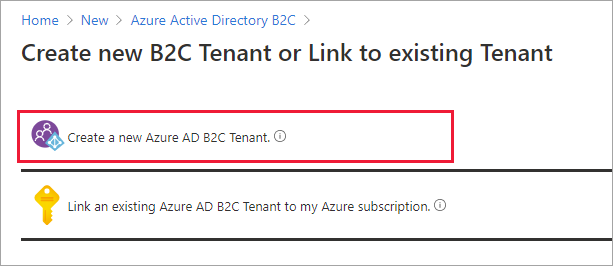 Home > New > Azure Active Directory B2C >
Create new B2C Tenant or Link to existing Tenant
Create a new Azure AD B2C Tenant.
Link an existing Azure AD B2C Tenant to my Azure subscription.